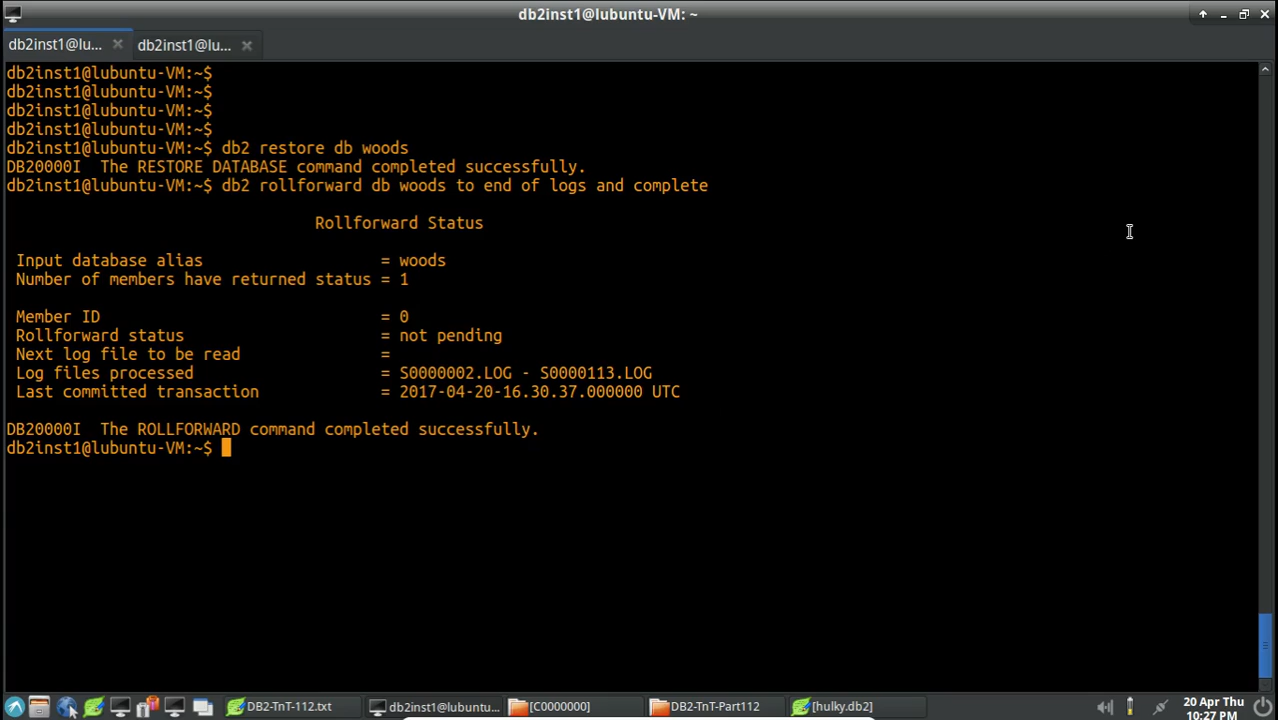 db2inst1@lubuntu-VM: ~
db2inst1@lu... db2inst1@lu...
db2inst1@lubuntu-VM:~$
db2inst1@lubuntu-VM:~$
db2inst1@lubuntu-VM:~$
db2inst1@lubuntu-VM:~$
db2inst1@lubuntu-VM:~$ db2 restore db woods
DB20000I  The RESTORE DATABASE command completed successfully.
db2inst1@lubuntu-VM:~$ db2 rollforward db woods to end of logs and complete
Rollforward Status
Input database alias = woods
Number of members have returned status = 1
Member ID = 0
Rollforward status = not pending
Next log file to be read =
Log files processed = S0000002.LOG - S0000113.LOG
Last committed transaction = 2017-04-20-16.30.37.000000 UTC
DB20000I  The ROLLFORWARD command completed successfully.
db2inst1@lubuntu-VM:~$
DB2-TnT-112.txt db2inst1@lubuntu-VM... [C0000000] DB2-TnT-Part112 [hulky.db2] 20 Apr Thu
10:27 PM